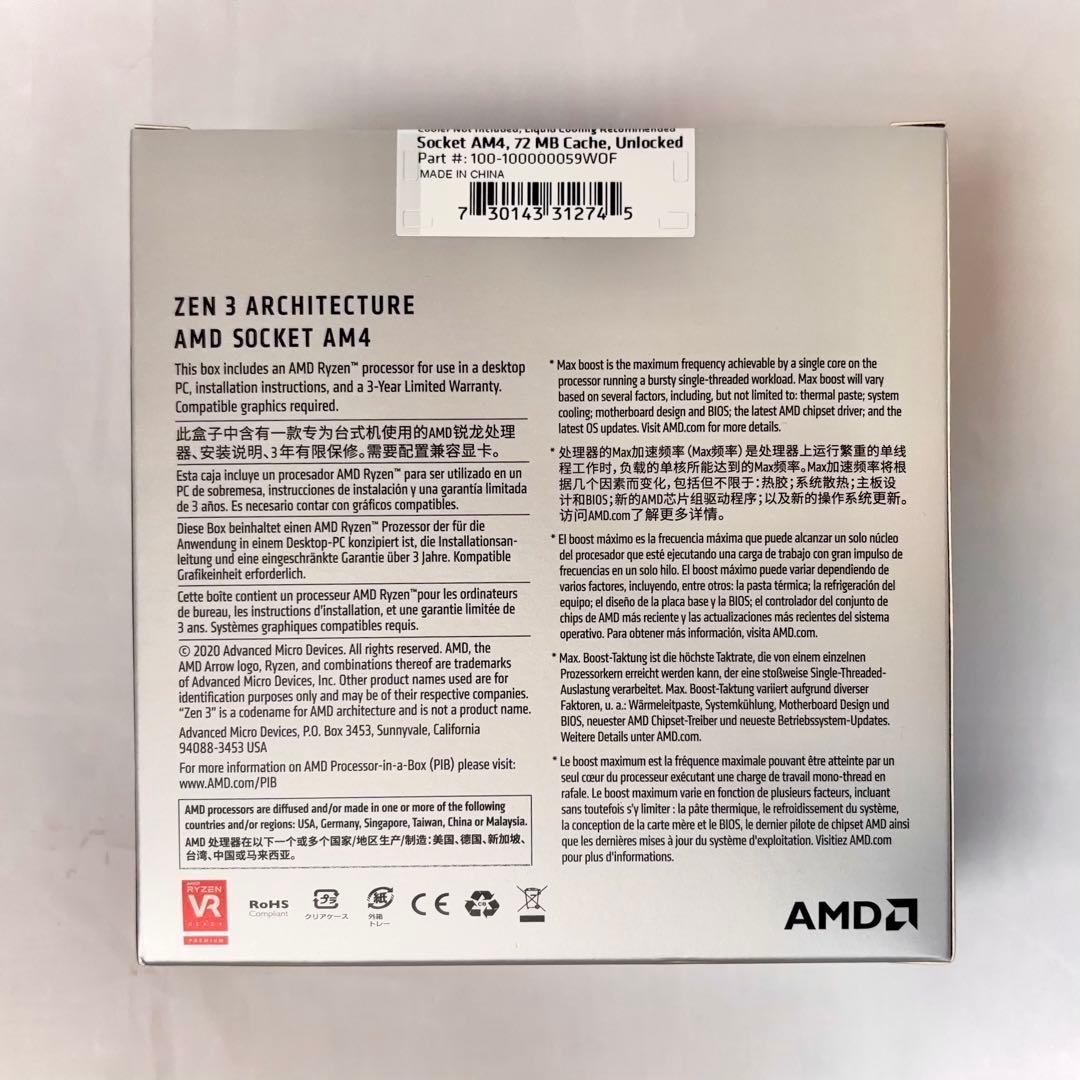 Cooler Not Included, Liquid Cooling Recommended
Socket AM4, 72 MB Cache, Unlocked
Part #: 100-100000059WOF
MADE IN CHINA
7 30143 31274 5
ZEN 3 ARCHITECTURE
AMD SOCKET AM4
This box includes an AMD Ryzen™ processor for use in a desktop
PC, installation instructions, and a 3-Year Limited Warranty.
Compatible graphics required.
此盒子中含有一款专为台式机使用的AMD锐龙处理
器、安装说明、3年有限保修。需要配置兼容显卡。
Esta caja incluye un procesador AMD Ryzen™ para ser utilizado en un
PC de sobremesa, instrucciones de instalación y una garantía limitada
de 3 años. Es necesario contar con gráficos compatibles.
Diese Box beinhaltet einen AMD Ryzen™ Prozessor der für die
Anwendung in einem Desktop-PC konzipiert ist, die Installationsan-
leitung und eine eingeschränkte Garantie über 3 Jahre. Kompatible
Grafikeinheit erforderlich.
Cette boîte contient un processeur AMD Ryzen™pour les ordinateurs
de bureau, les instructions d'installation, et une garantie limitée de
3 ans. Systèmes graphiques compatibles requis.
© 2020 Advanced Micro Devices. All rights reserved. AMD, the
AMD Arrow logo, Ryzen, and combinations thereof are trademarks
of Advanced Micro Devices, Inc. Other product names used are for
identification purposes only and may be of their respective companies.
“Zen 3” is a codename for AMD architecture and is not a product name.
Advanced Micro Devices, P.O. Box 3453, Sunnyvale, California
94088-3453 USA
For more information on AMD Processor-in-a-Box (PIB) please visit:
www.AMD.com/PIB
AMD processors are diffused and/or made in one or more of the following
countries and/or regions: USA, Germany, Singapore, Taiwan, China or Malaysia.
AMD 处理器在以下一个或多个国家/地区生产/制造：美国、德国、新加坡、
台湾、中国或马来西亚。
* Max boost is the maximum frequency achievable by a single core on the
processor running a bursty single-threaded workload. Max boost will vary
based on several factors, including, but not limited to: thermal paste; system
cooling; motherboard design and BIOS; the latest AMD chipset driver; and the
latest OS updates. Visit AMD.com for more details.
* 处理器的Max加速频率（Max频率）是处理器上运行繁重的单线
程工作时，负载的单核所能达到的Max频率。Max加速频率将根
据几个因素而变化，包括但不限于：热胶；系统散热；主板设
计和BIOS；新的AMD芯片组驱动程序；以及新的操作系统更新。
访问AMD.com了解更多详情。
* El boost máximo es la frecuencia máxima que puede alcanzar un solo núcleo
del procesador que esté ejecutando una carga de trabajo con gran impulso de
frecuencias en un solo hilo. El boost máximo puede variar dependiendo de
varios factores, incluyendo, entre otros: la pasta térmica; la refrigeración del
equipo; el diseño de la placa base y la BIOS; el controlador del conjunto de
chips de AMD más reciente y las actualizaciones más recientes del sistema
operativo. Para obtener más información, visita AMD.com.
* Max. Boost-Taktung ist die höchste Taktrate, die von einem einzelnen
Prozessorkern erreicht werden kann, der eine stoßweise Single-Threaded-
Auslastung verarbeitet. Max. Boost-Taktung variiert aufgrund diverser
Faktoren, u. a.: Wärmeleitpaste, Systemkühlung, Motherboard Design und
BIOS, neuester AMD Chipset-Treiber und neueste Betriebssystem-Updates.
Weitere Details unter AMD.com.
* Le boost maximum est la fréquence maximale pouvant être atteinte par un
seul cœur du processeur exécutant une charge de travail mono-thread en
rafale. Le boost maximum varie en fonction de plusieurs facteurs, incluant
sans toutefois s'y limiter : la pâte thermique, le refroidissement du système,
la conception de la carte mère et le BIOS, le dernier pilote de chipset AMD ainsi
que les dernières mises à jour du système d'exploitation. Visitiez AMD.com
pour plus d'informations.
AMD
RYZEN
VR
READY
PREMIUM
RoHS
Compliant
プラ
クリアケース
紙
外箱
トレー
CE
CB
AMD